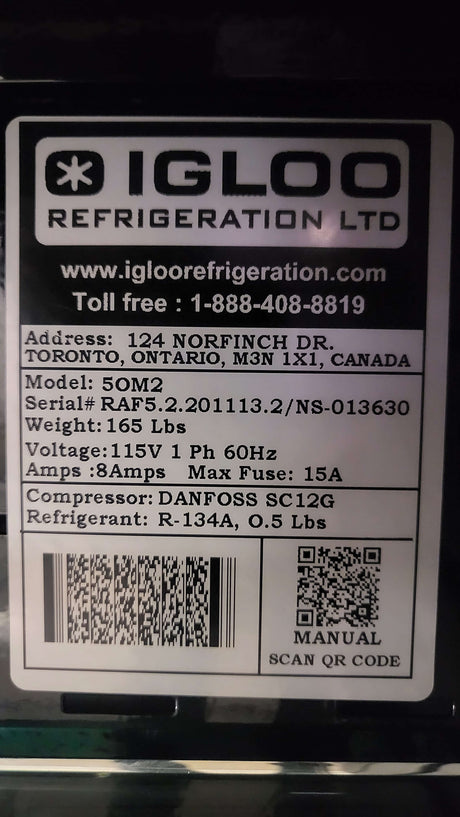 IGLOO
REFRIGERATION LTD
www.igloorefrigeration.com
Toll free : 1-888-408-8819
Address: 124 NORFINCH DR.
TORONTO, ONTARIO, M3N 1X1, CANADA
Model: 5OM2
Serial# RAF5.2.201113.2/NS-013630
Weight: 165 Lbs
Voltage: 115V 1 Ph 60Hz
Amps :8Amps Max Fuse: 15A
Compressor: DANFOSS SC12G
Refrigerant: R-134A, O.5 Lbs
MANUAL
SCAN QR CODE